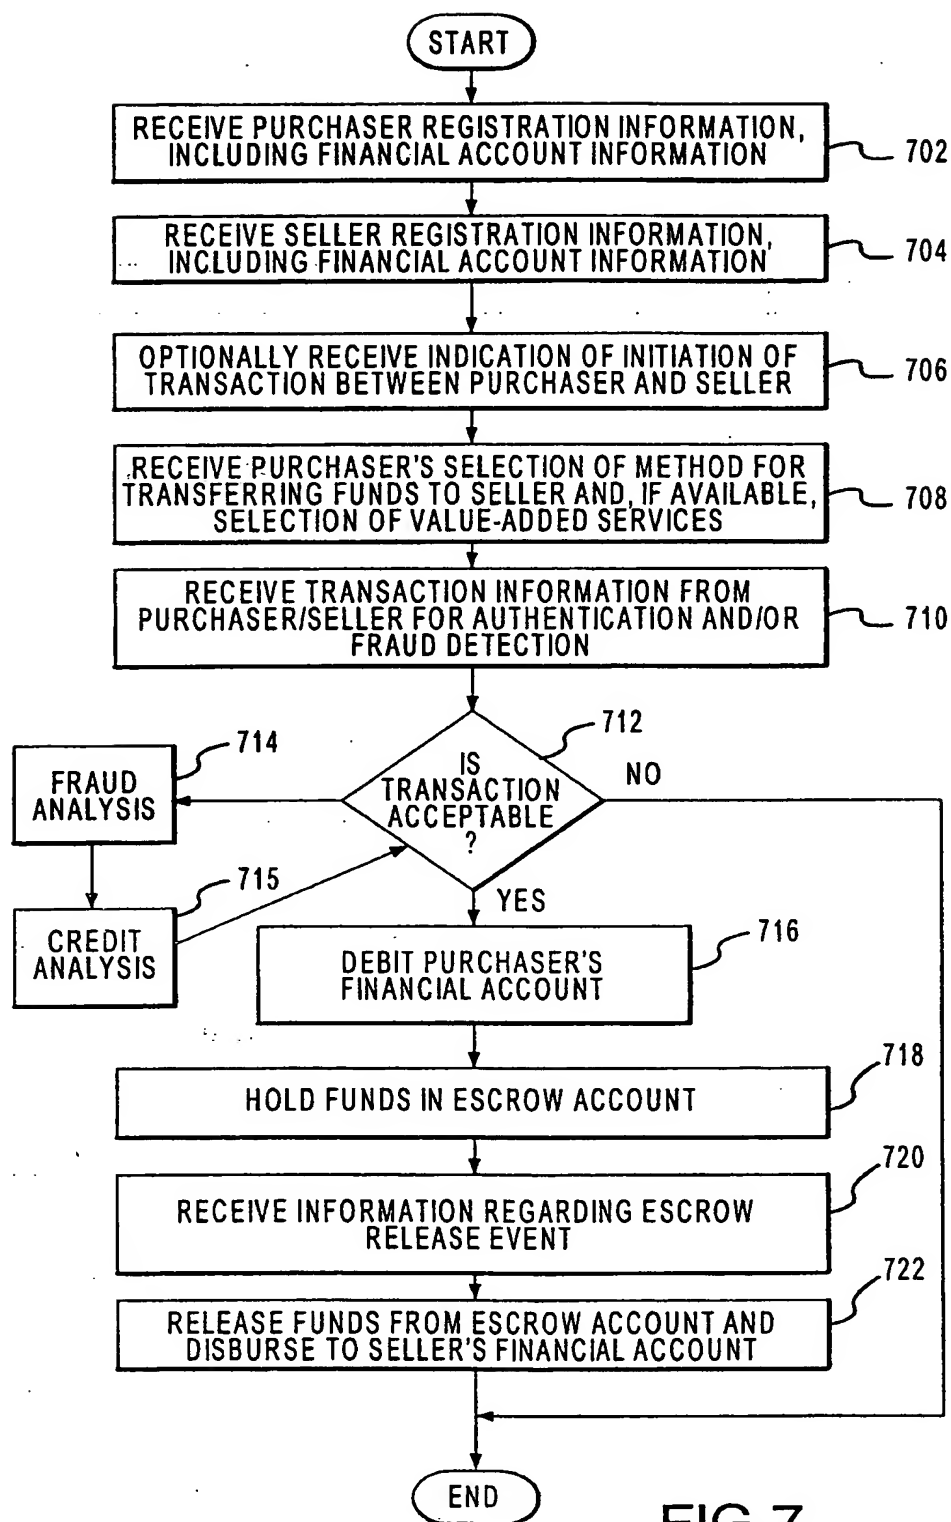 START
RECEIVE PURCHASER REGISTRATION INFORMATION,
INCLUDING FINANCIAL ACCOUNT INFORMATION
702
RECEIVE SELLER REGISTRATION INFORMATION,
INCLUDING FINANCIAL ACCOUNT INFORMATION
704
OPTIONALLY RECEIVE INDICATION OF INITIATION OF
TRANSACTION BETWEEN PURCHASER AND SELLER
706
RECEIVE PURCHASER'S SELECTION OF METHOD FOR
TRANSFERRING FUNDS TO SELLER AND, IF AVAILABLE,
SELECTION OF VALUE-ADDED SERVICES
708
RECEIVE TRANSACTION INFORMATION FROM
PURCHASER/SELLER FOR AUTHENTICATION AND/OR
FRAUD DETECTION
710
712
IS
TRANSACTION
ACCEPTABLE
?
NO
714
FRAUD
ANALYSIS
715
CREDIT
ANALYSIS
YES
716
DEBIT PURCHASER'S
FINANCIAL ACCOUNT
718
HOLD FUNDS IN ESCROW ACCOUNT
720
RECEIVE INFORMATION REGARDING ESCROW
RELEASE EVENT
722
RELEASE FUNDS FROM ESCROW ACCOUNT AND
DISBURSE TO SELLER'S FINANCIAL ACCOUNT
END
FIG. 7